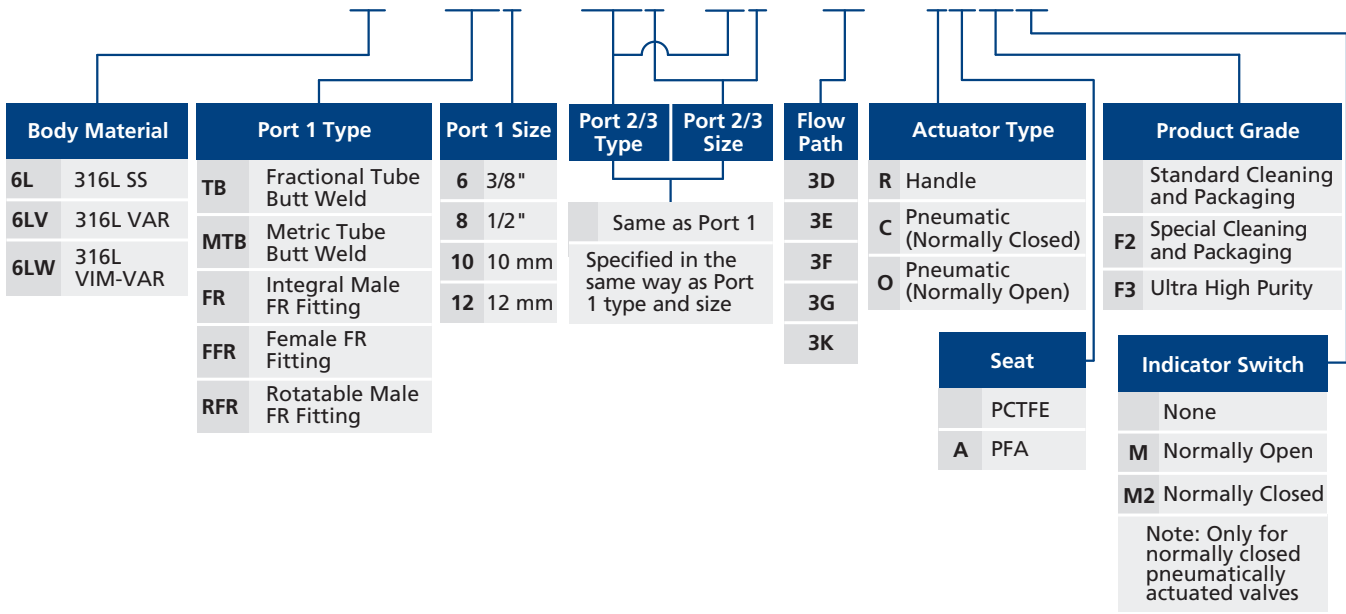 Body Material
6L 316L SS
6LV 316L VAR
6LW 316L
VIM-VAR
Port 1 Type
TB Fractional Tube
Butt Weld
MTB Metric Tube
Butt Weld
FR Integral Male
FR Fitting
FFR Female FR
Fitting
RFR Rotatable Male
FR Fitting
Port 1 Size
6 3/8"
8 1/2"
10 10 mm
12 12 mm
Port 2/3
Type
Port 2/3
Size
Same as Port 1
Specified in the
same way as Port
1 type and size
Flow
Path
3D
3E
3F
3G
3K
Actuator Type
R Handle
C Pneumatic
(Normally Closed)
O Pneumatic
(Normally Open)
Seat
PCTFE
A PFA
Product Grade
Standard Cleaning
and Packaging
F2 Special Cleaning
and Packaging
F3 Ultra High Purity
Indicator Switch
None
M Normally Open
M2 Normally Closed
Note: Only for
normally closed
pneumatically
actuated valves